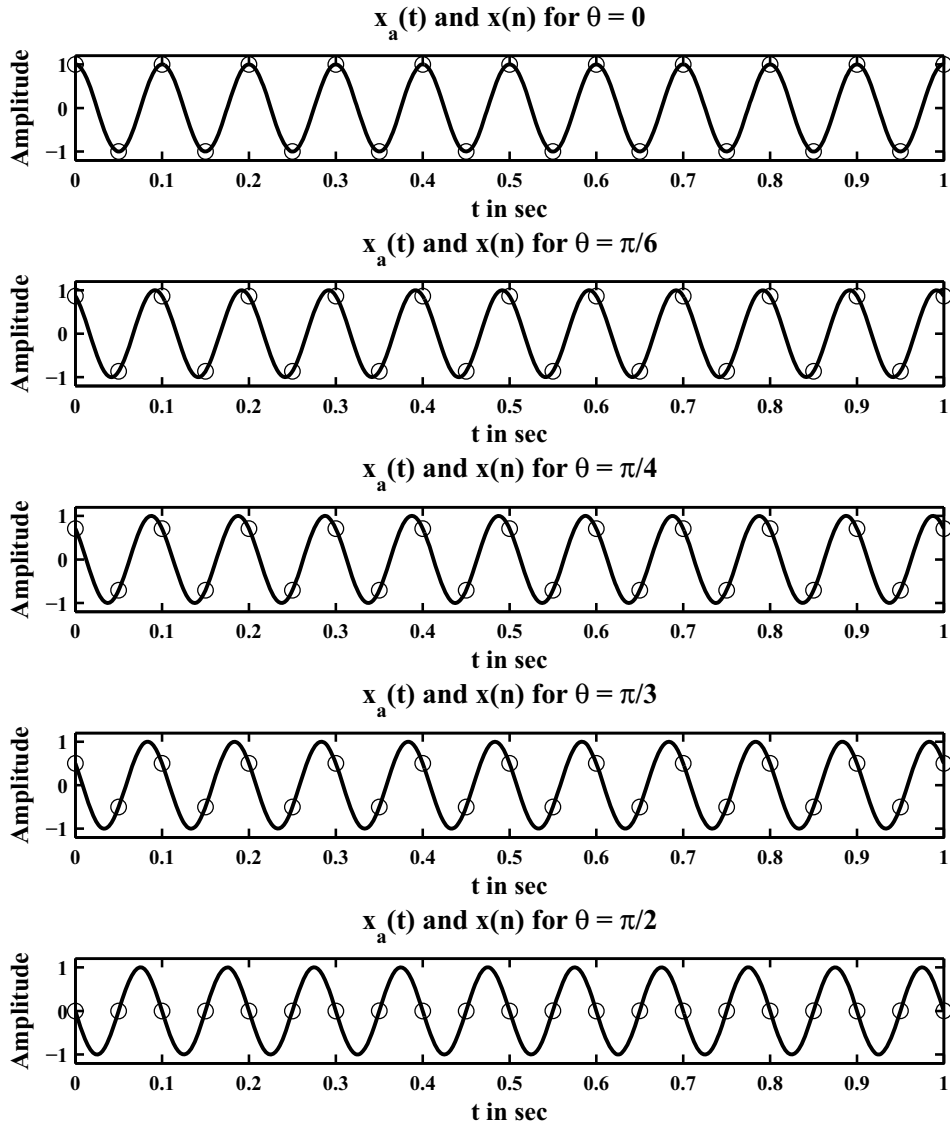 x_a(t) and x(n) for θ = 0
Amplitude
1
0
−1
0 0.1 0.2 0.3 0.4 0.5 0.6 0.7 0.8 0.9 1
t in sec
x_a(t) and x(n) for θ = π/6
Amplitude
1
0
−1
0 0.1 0.2 0.3 0.4 0.5 0.6 0.7 0.8 0.9 1
t in sec
x_a(t) and x(n) for θ = π/4
Amplitude
1
0
−1
0 0.1 0.2 0.3 0.4 0.5 0.6 0.7 0.8 0.9 1
t in sec
x_a(t) and x(n) for θ = π/3
Amplitude
1
0
−1
0 0.1 0.2 0.3 0.4 0.5 0.6 0.7 0.8 0.9 1
t in sec
x_a(t) and x(n) for θ = π/2
Amplitude
1
0
−1
0 0.1 0.2 0.3 0.4 0.5 0.6 0.7 0.8 0.9 1
t in sec